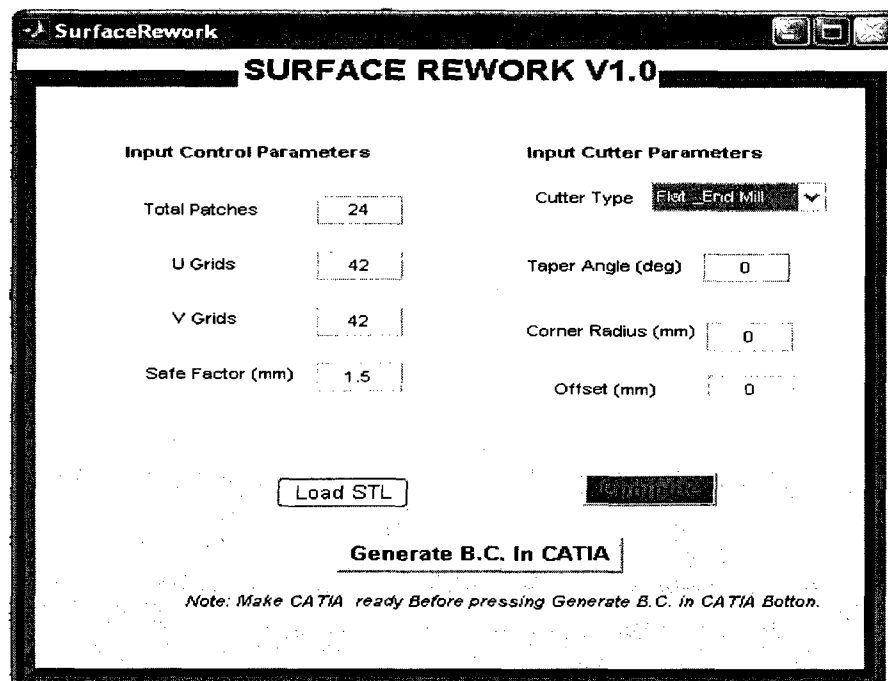 SurfaceRework
SURFACE REWORK V1.0
Input Control Parameters
Total Patches 24
U Grids 42
V Grids 42
Safe Factor (mm) 1.5
Input Cutter Parameters
Cutter Type Flat_End Mill
Taper Angle (deg) 0
Corner Radius (mm) 0
Offset (mm) 0
Load STL
Generate B.C. In CATIA
Note: Make CATIA ready Before pressing Generate B.C. in CATIA Botton.